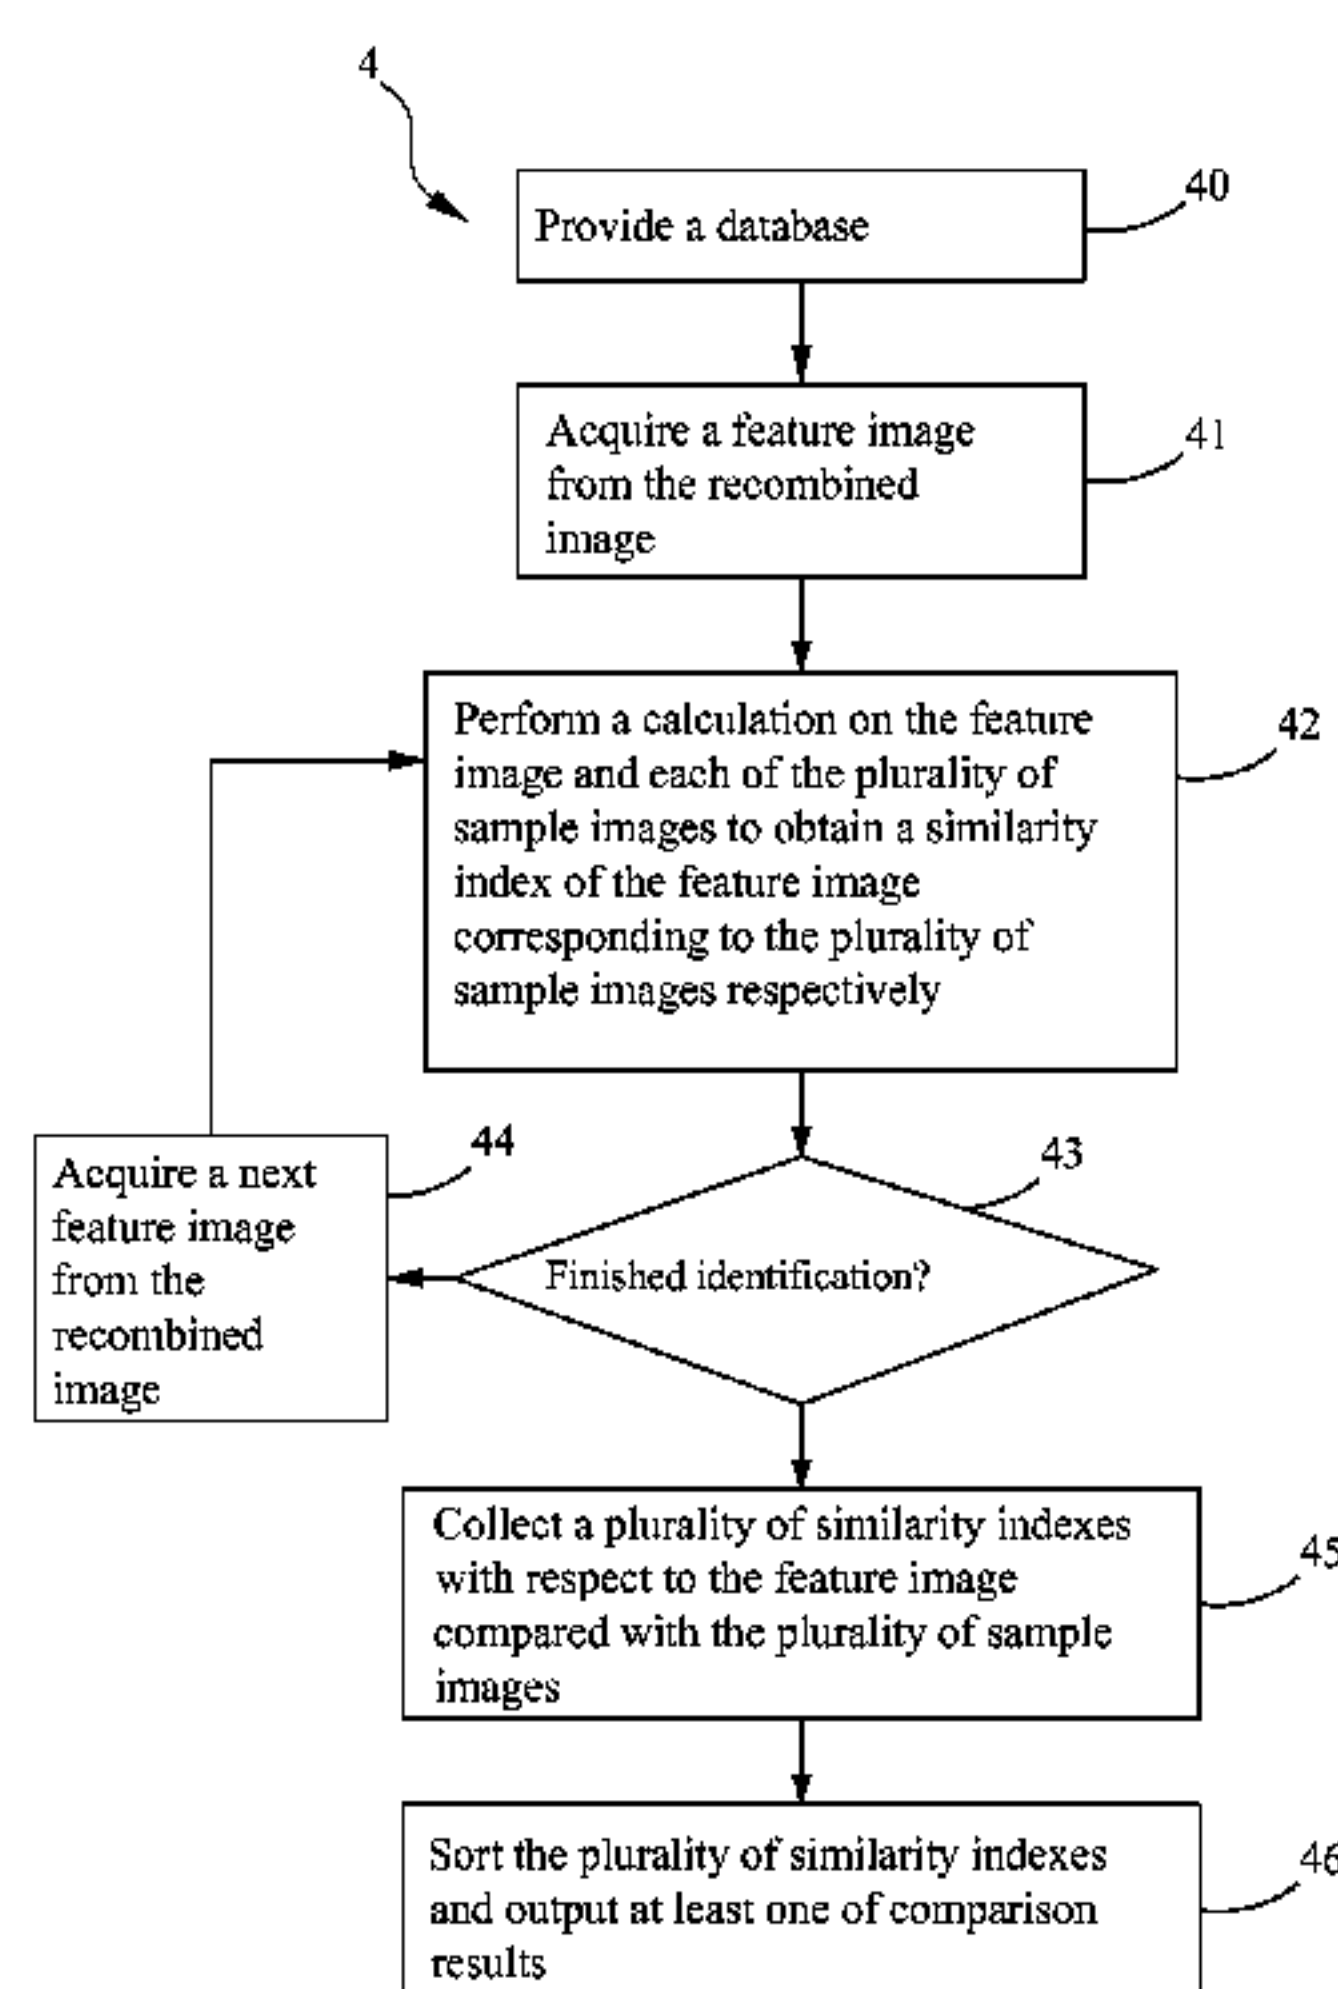 4
40
Provide a database
41
Acquire a feature image
from the recombined
image
42
Perform a calculation on the feature
image and each of the plurality of
sample images to obtain a similarity
index of the feature image
corresponding to the plurality of
sample images respectively
44
Acquire a next
feature image
from the
recombined
image
43
Finished identification?
45
Collect a plurality of similarity indexes
with respect to the feature image
compared with the plurality of sample
images
46
Sort the plurality of similarity indexes
and output at least one of comparison
results